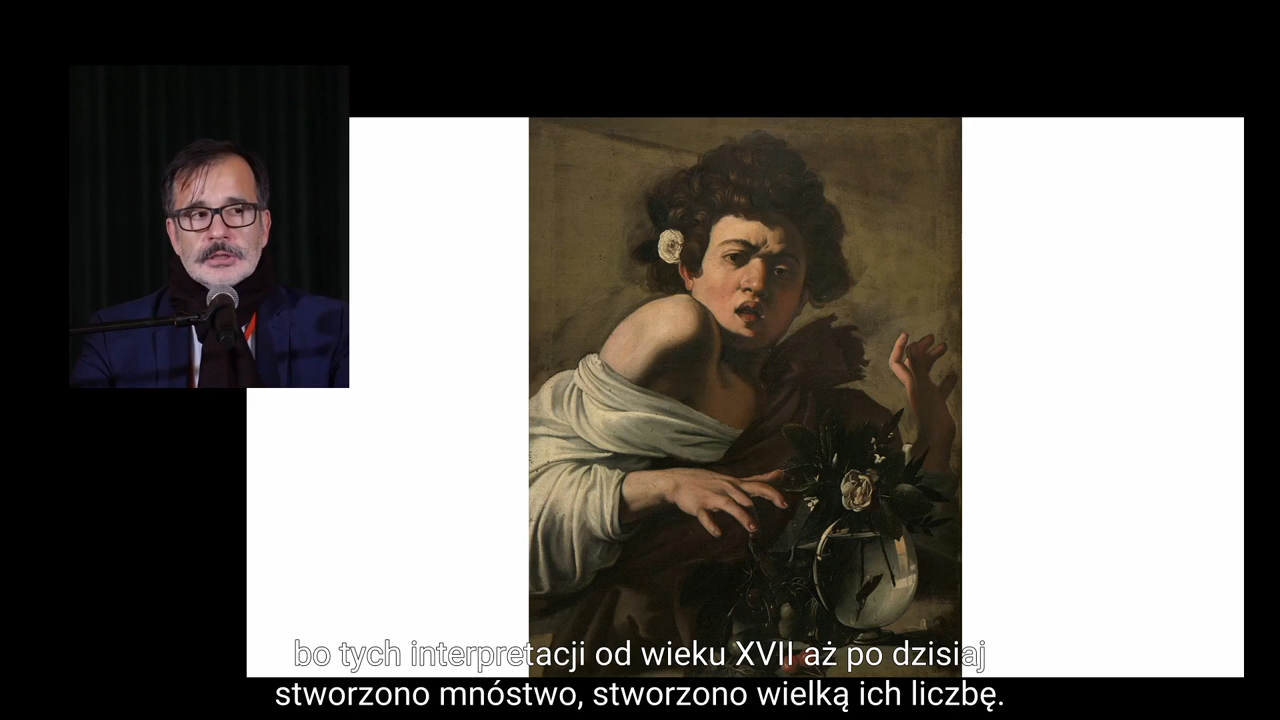 bo tych interpretacji od wieku XVII aż po dzisiaj
stworzono mnóstwo, stworzono wielką ich liczbę.